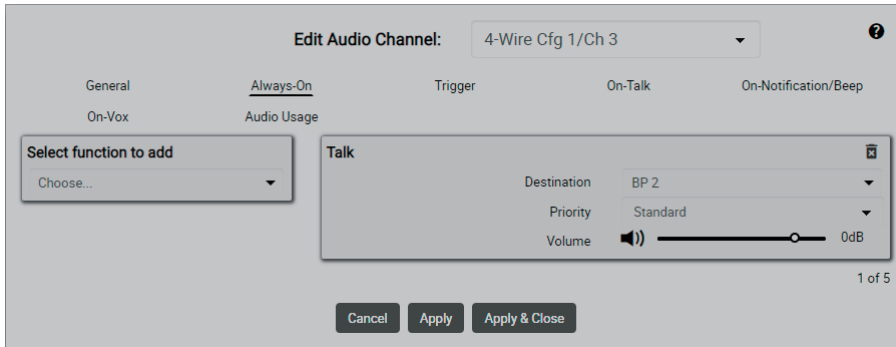 Edit Audio Channel: 4-Wire Cfg 1/Ch 3
General Always-On Trigger On-Talk On-Notification/Beep
On-Vox Audio Usage
Select function to add
Choose...
Talk
Destination BP 2
Priority Standard
Volume 0dB
1 of 5
Cancel Apply Apply & Close